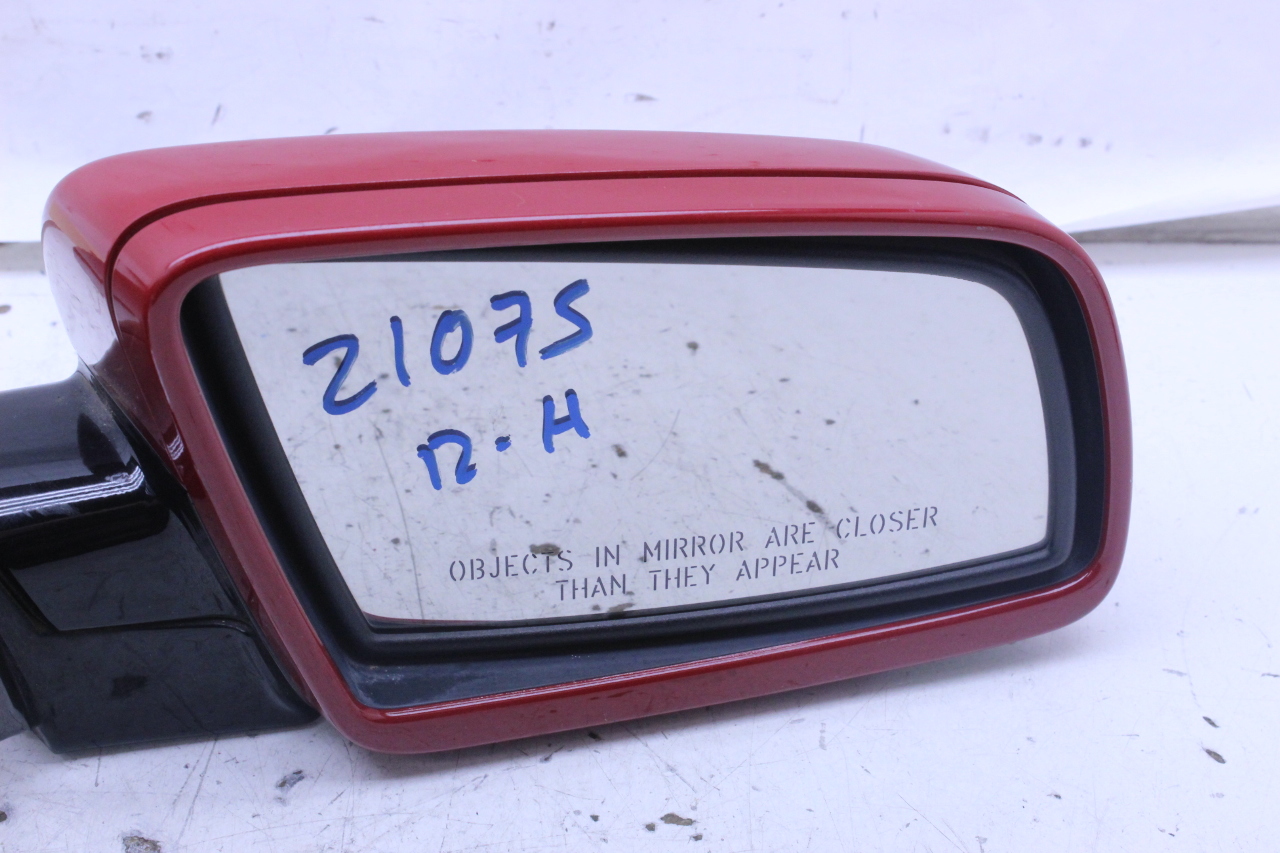 21075
R-H
OBJECTS IN MIRROR ARE CLOSER
THAN THEY APPEAR